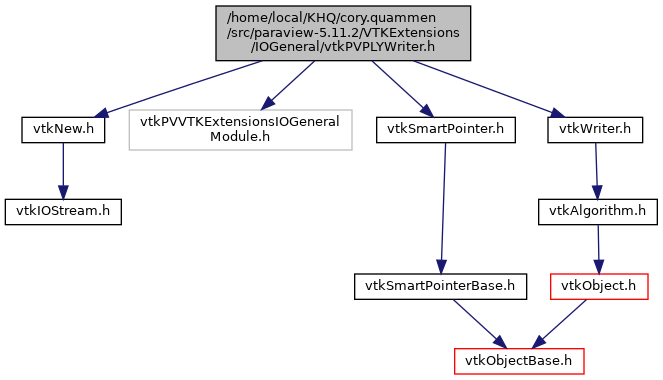 /home/local/KHQ/cory.quammen
/src/paraview-5.11.2/VTKExtensions
/IOGeneral/vtkPVPLYWriter.h
vtkNew.h
vtkPVVTKExtensionsIOGeneral
Module.h
vtkSmartPointer.h
vtkWriter.h
vtkIOStream.h
vtkAlgorithm.h
vtkSmartPointerBase.h
vtkObject.h
vtkObjectBase.h